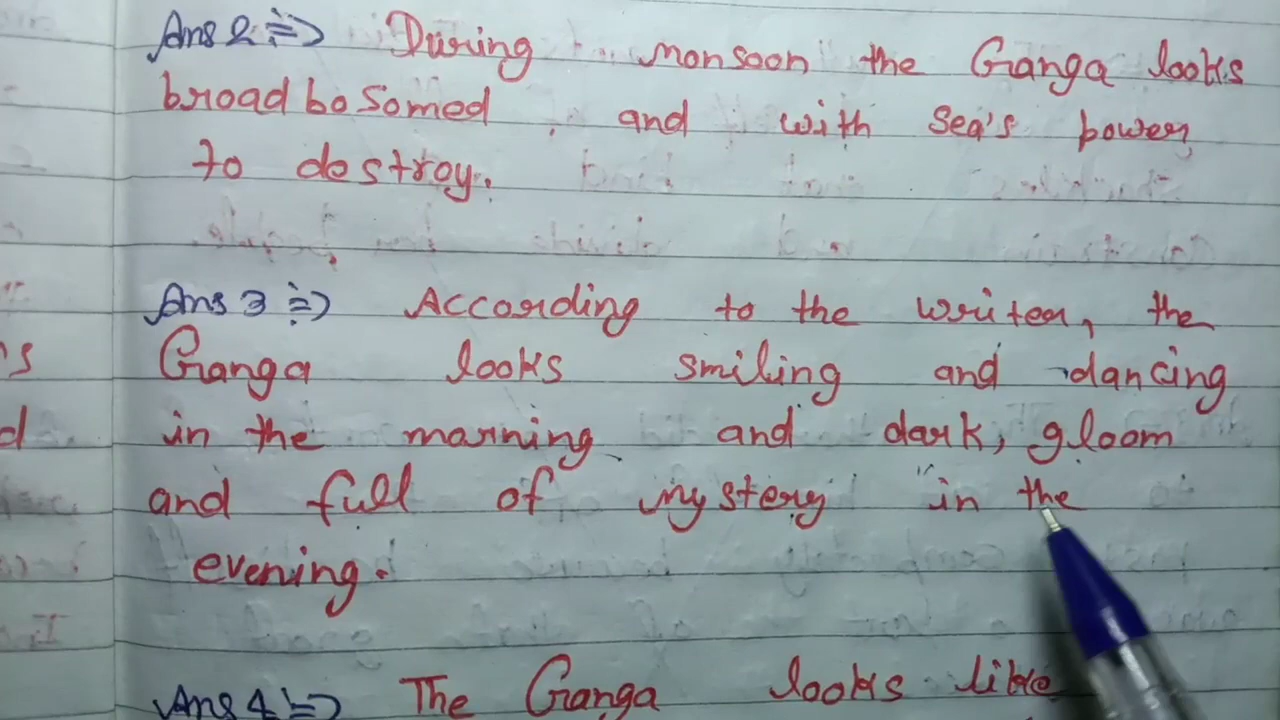 Ans 2 => During monsoon the Ganga looks
broad bosomed, and with sea's power
to destroy.
Ans 3 => According to the writer, the
Ganga looks smiling and dancing
in the marning and dark, gloom
and full of mystery in the
evening.
Ans 4 => The Ganga looks like